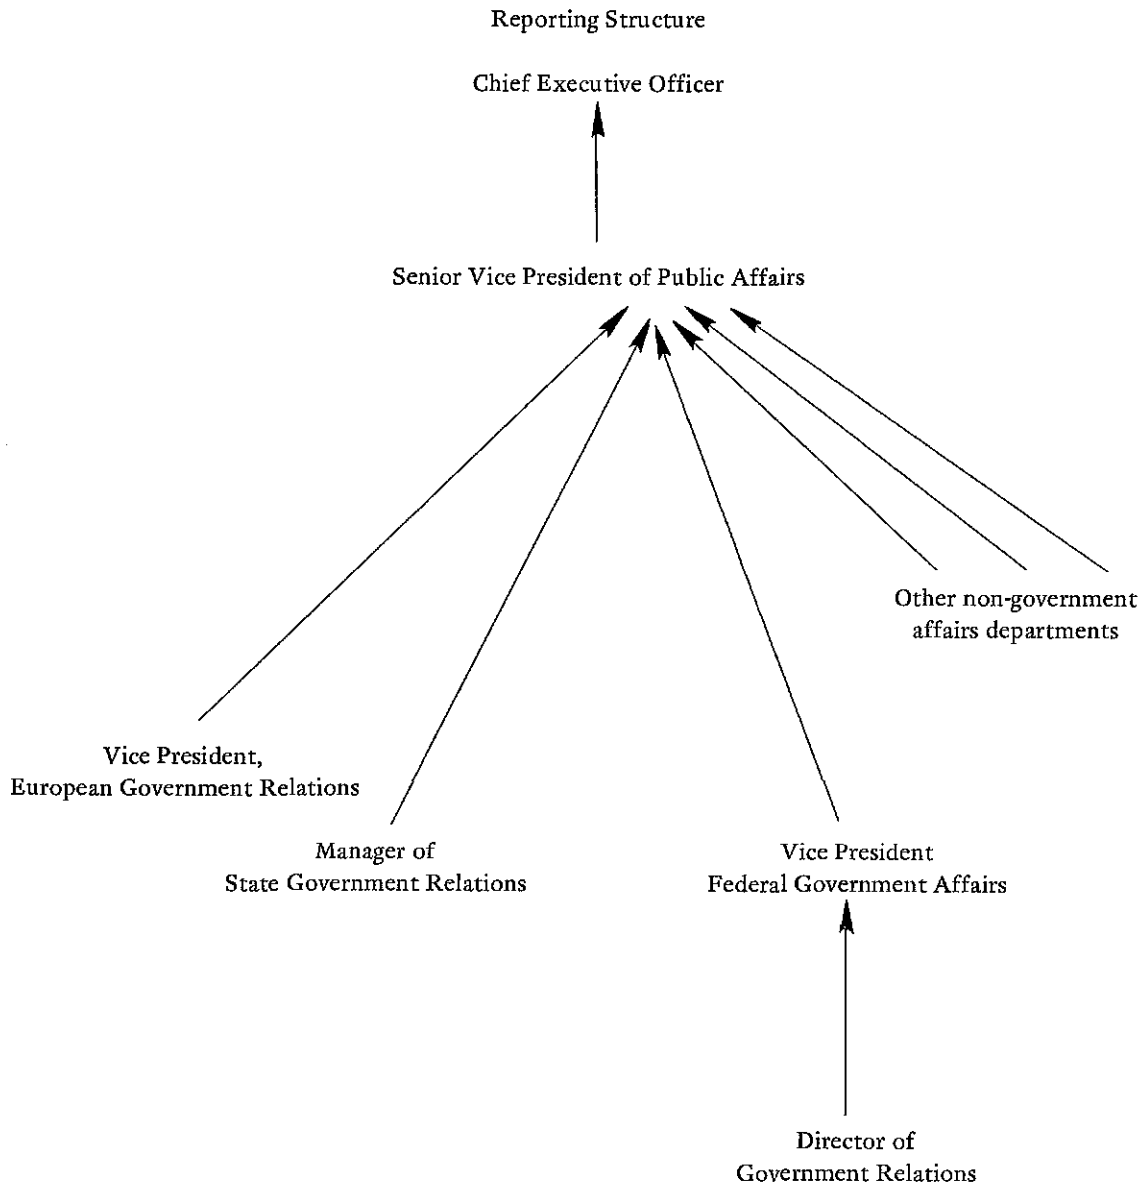 Reporting Structure
Chief Executive Officer
Senior Vice President of Public Affairs
Other non-government
affairs departments
Vice President,
European Government Relations
Manager of
State Government Relations
Vice President
Federal Government Affairs
Director of
Government Relations